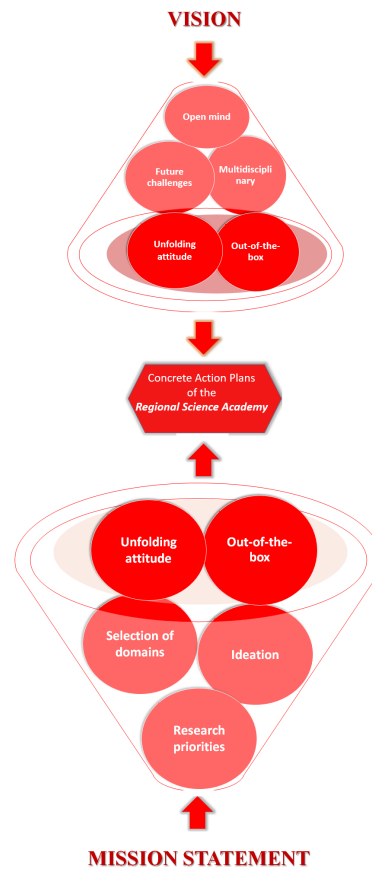 VISION
Open mind
Future
challenges
Multidiscipli
nary
Unfolding
attitude
Out-of-the-
box
Concrete Action Plans
of the
Regional Science Academy
Unfolding
attitude
Out-of-the-
box
Selection of
domains
Ideation
Research
priorities
MISSION STATEMENT